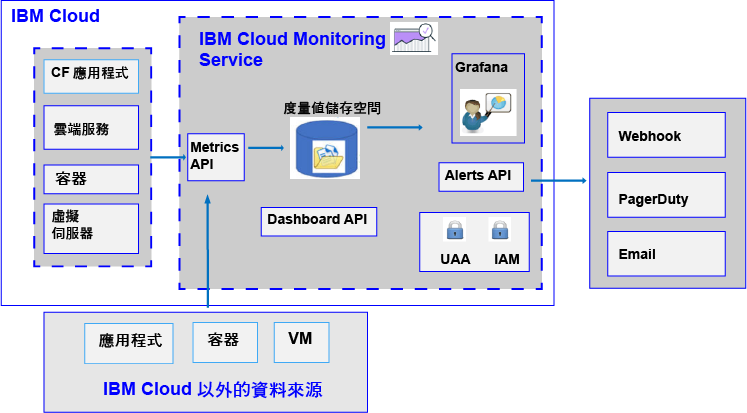 IBM Cloud
CF 應用程式
雲端服務
容器
虛擬
伺服器
IBM Cloud Monitoring
Service
Metrics
API
度量值儲存空間
Grafana
Dashboard API
Alerts API
UAA
IAM
Webhook
PagerDuty
Email
應用程式
容器
VM
IBM Cloud 以外的資料來源